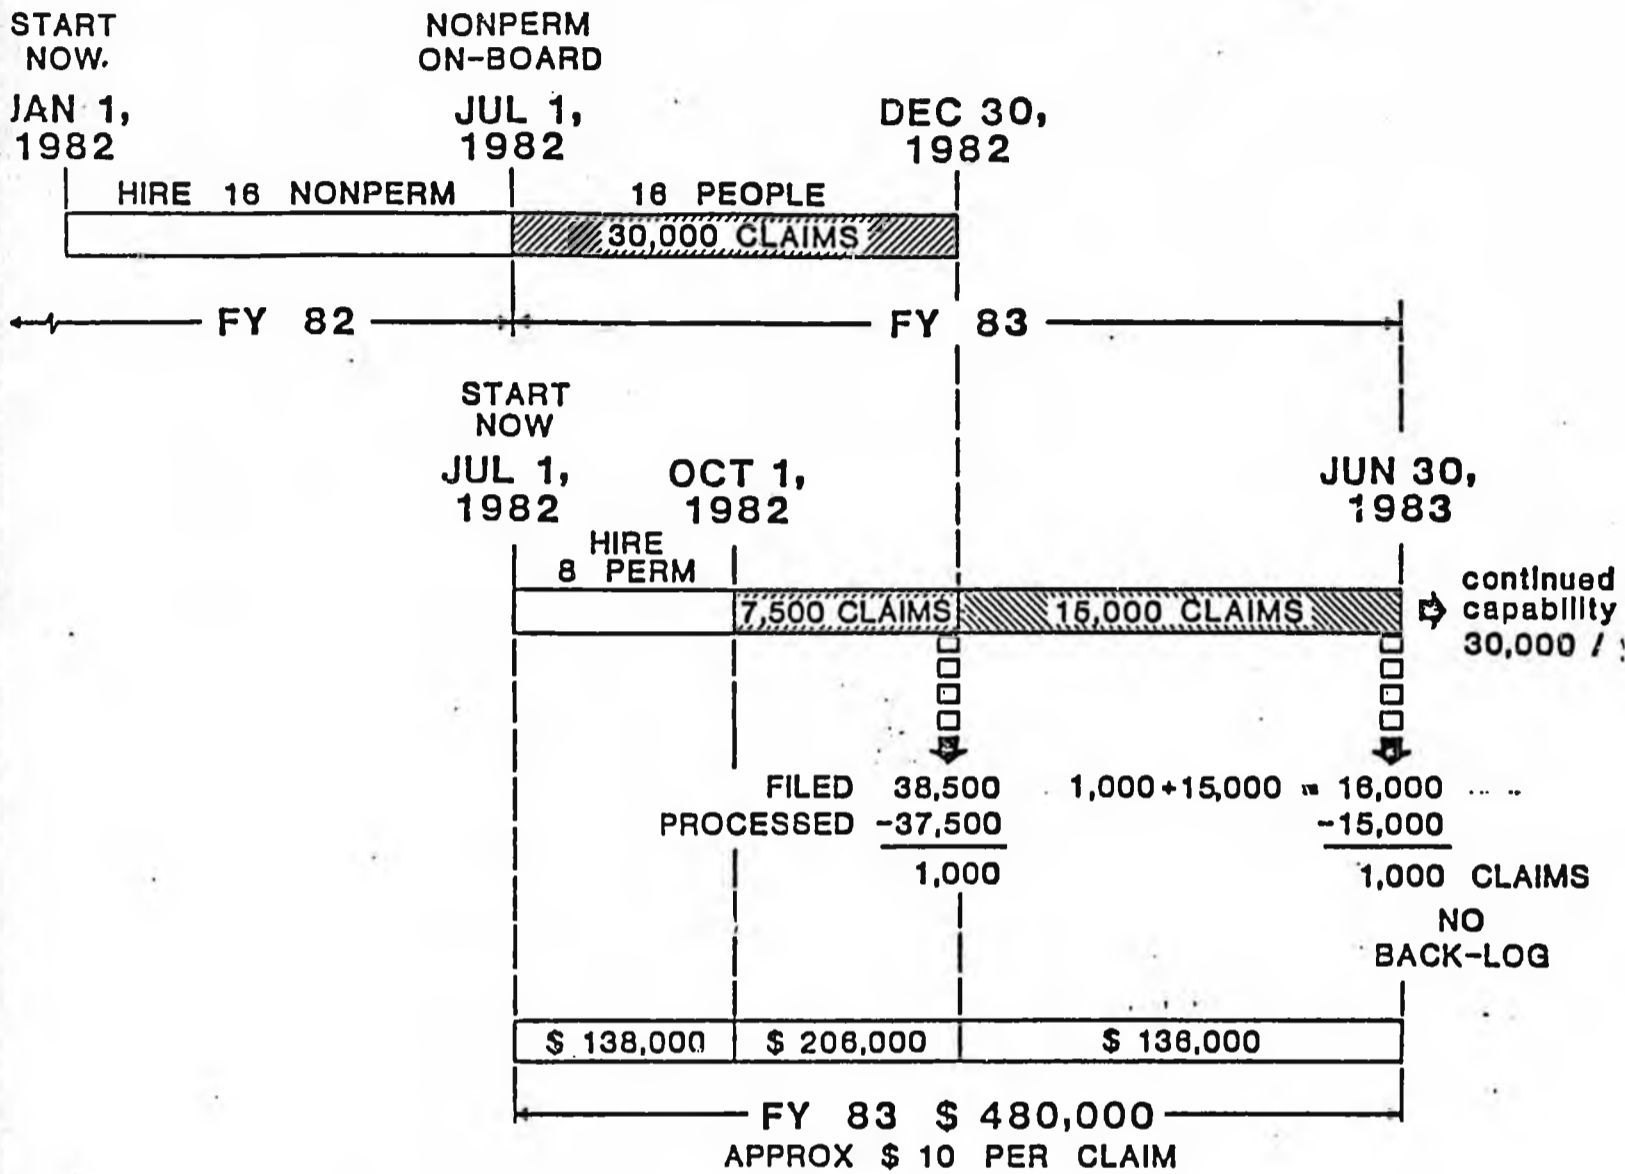 START
NOW.
JAN 1,
1982
NONPERM
ON-BOARD
JUL 1,
1982
DEC 30,
1982
HIRE 16 NONPERM
16 PEOPLE
30,000 CLAIMS
FY 82
FY 83
START
NOW
JUL 1,
1982
OCT 1,
1982
JUN 30,
1983
HIRE
8 PERM
7,500 CLAIMS
15,000 CLAIMS
continued
capability
30,000 /
FILED 38,500
PROCESSED -37,500
1,000
1,000+15,000 = 16,000
-15,000
1,000 CLAIMS
NO
BACK-LOG
$ 138,000
$ 206,000
$ 136,000
FY 83 $ 480,000
APPROX $ 10 PER CLAIM